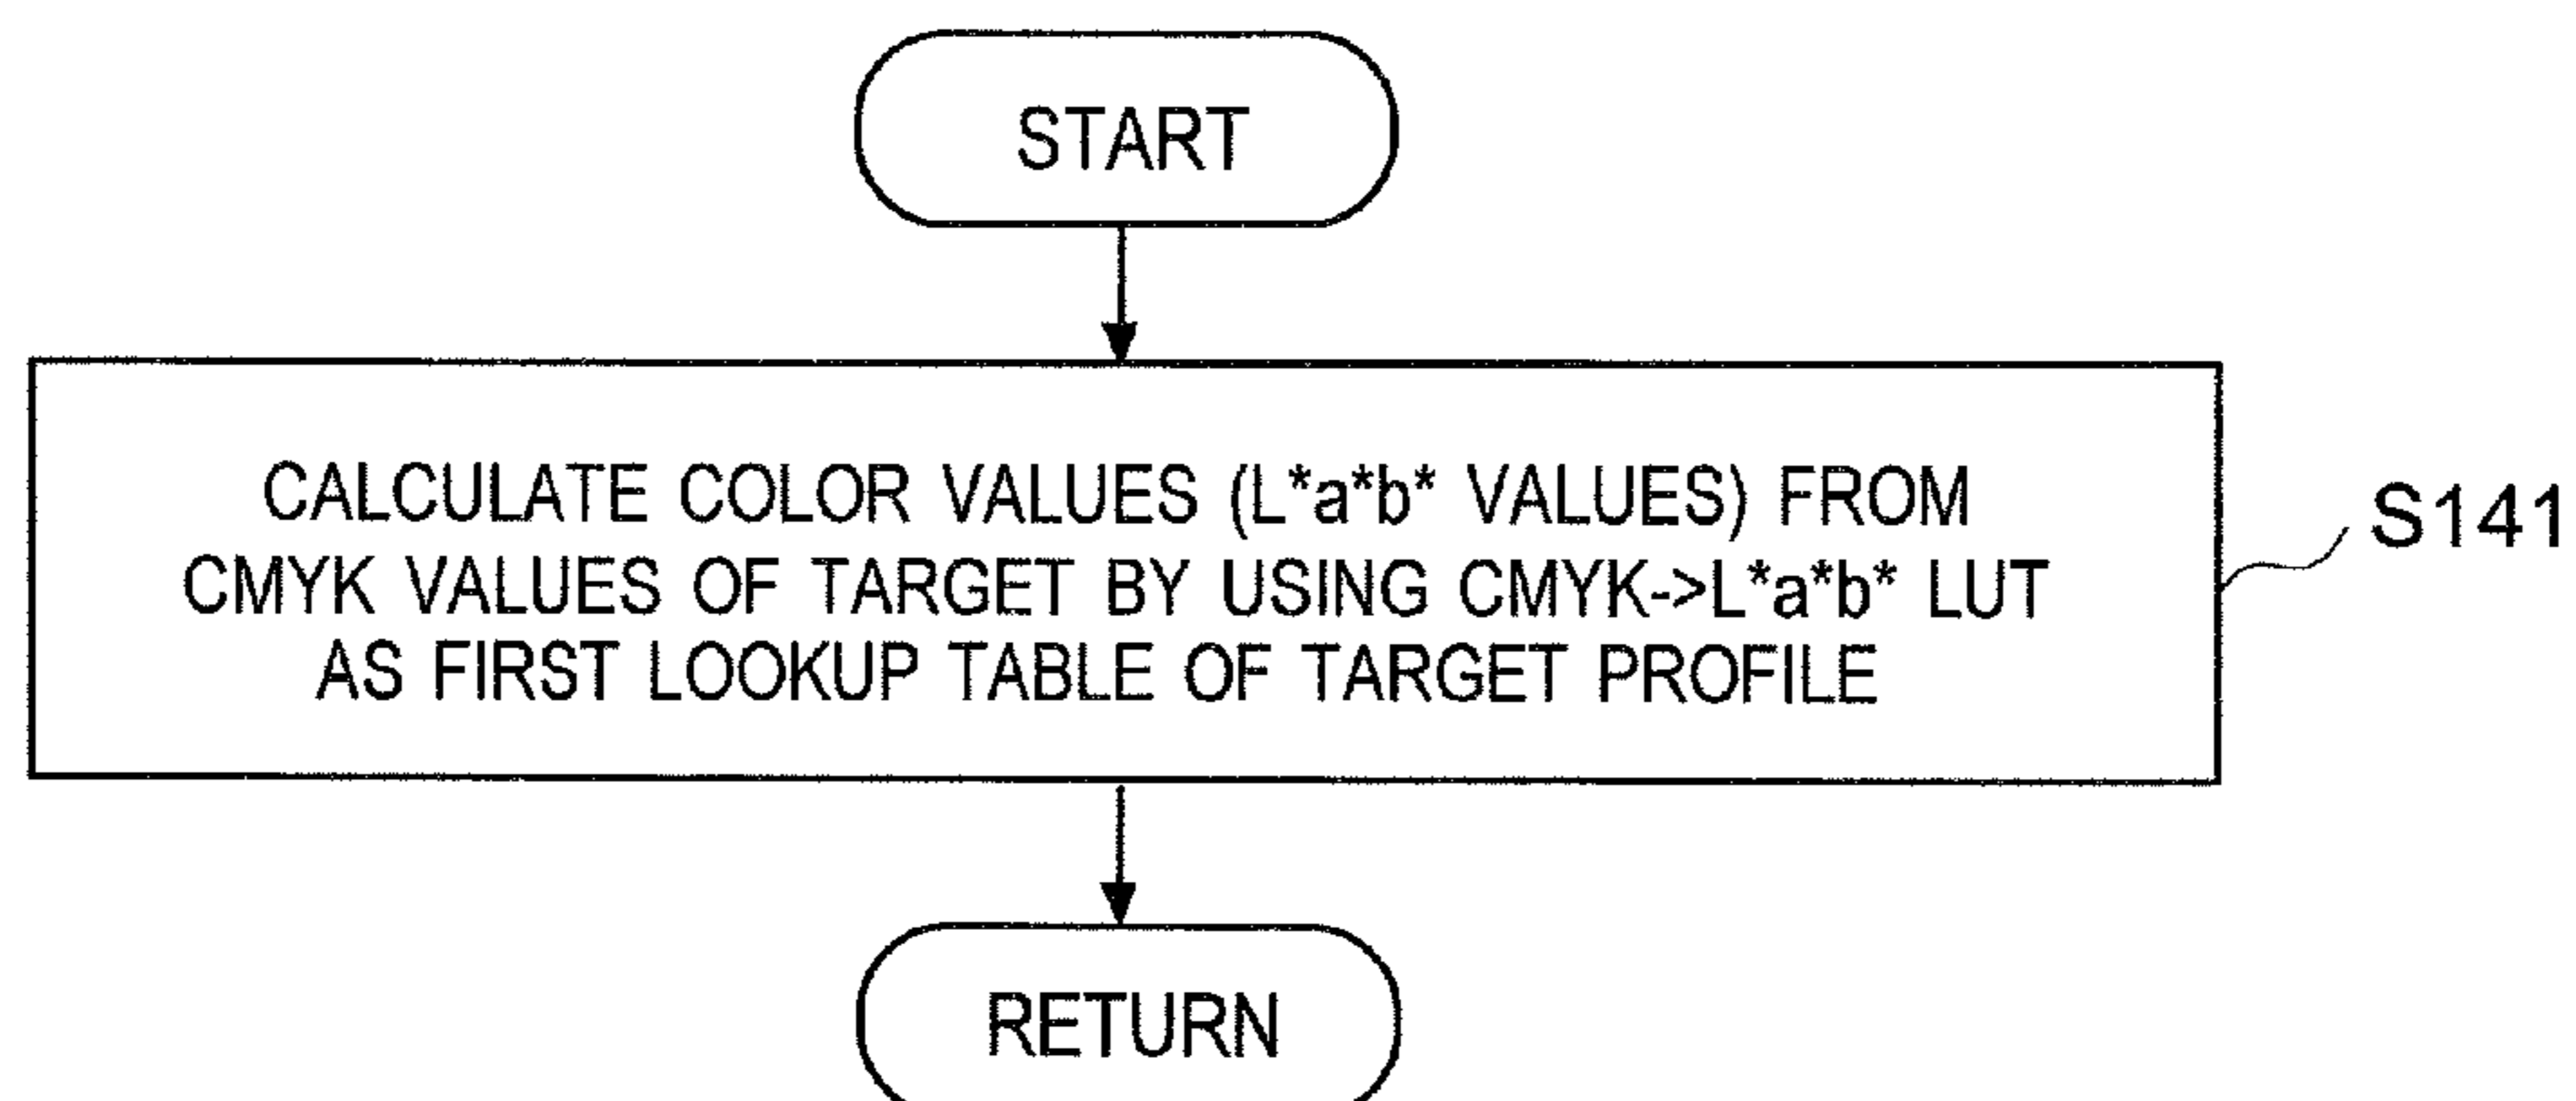 START
CALCULATE COLOR VALUES (L*a*b* VALUES) FROM
CMYK VALUES OF TARGET BY USING CMYK->L*a*b* LUT
AS FIRST LOOKUP TABLE OF TARGET PROFILE
S141
RETURN